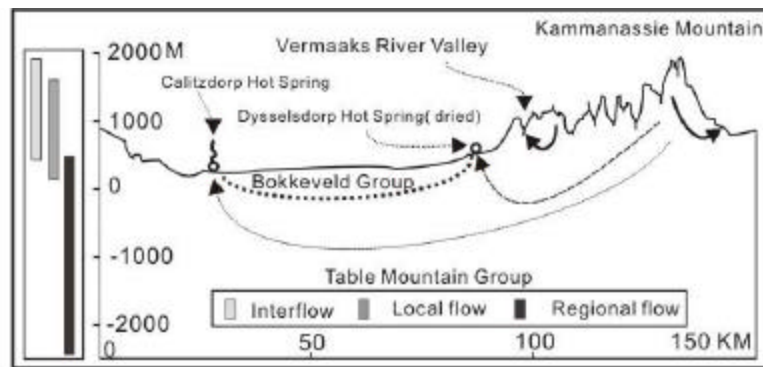 Kammanassie Mountain
2000 M
Vermaaks River Valley
Calitzdorp Hot Spring
1000
Dysselsdorp Hot Spring( dried)
0
Bokkeveld Group
-1000
Table Mountain Group
Interflow Local flow Regional flow
-2000
0 50 100 150 KM